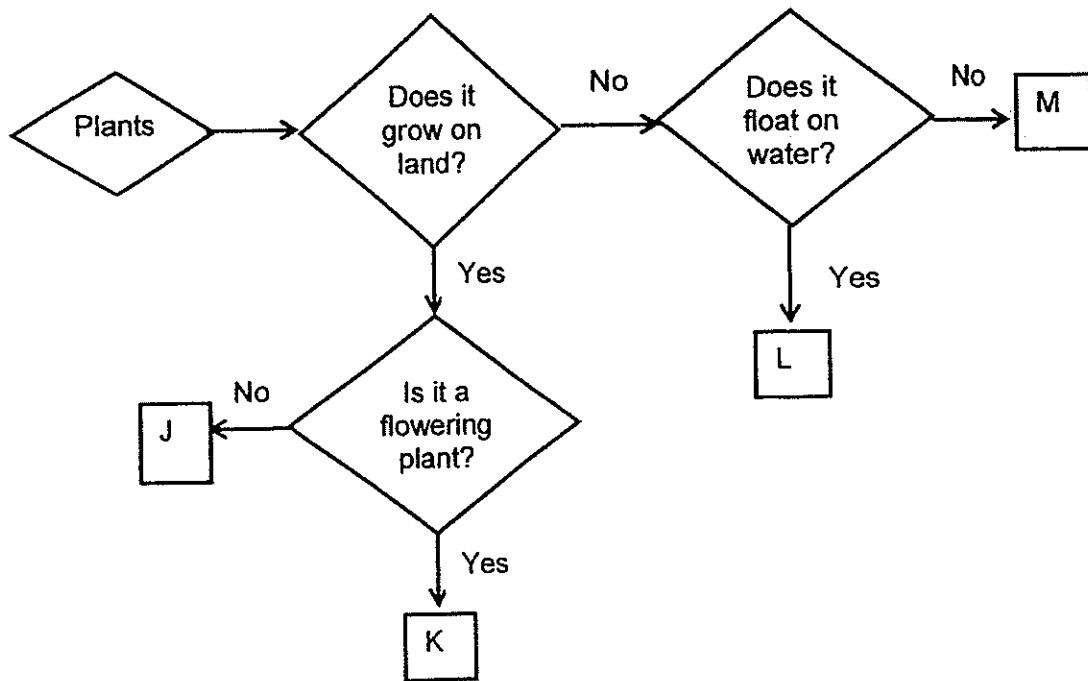 Plants
Does it
grow on
land?
No
Does it
float on
water?
No
M
Yes
Yes
L
Is it a
flowering
plant?
No
J
Yes
K